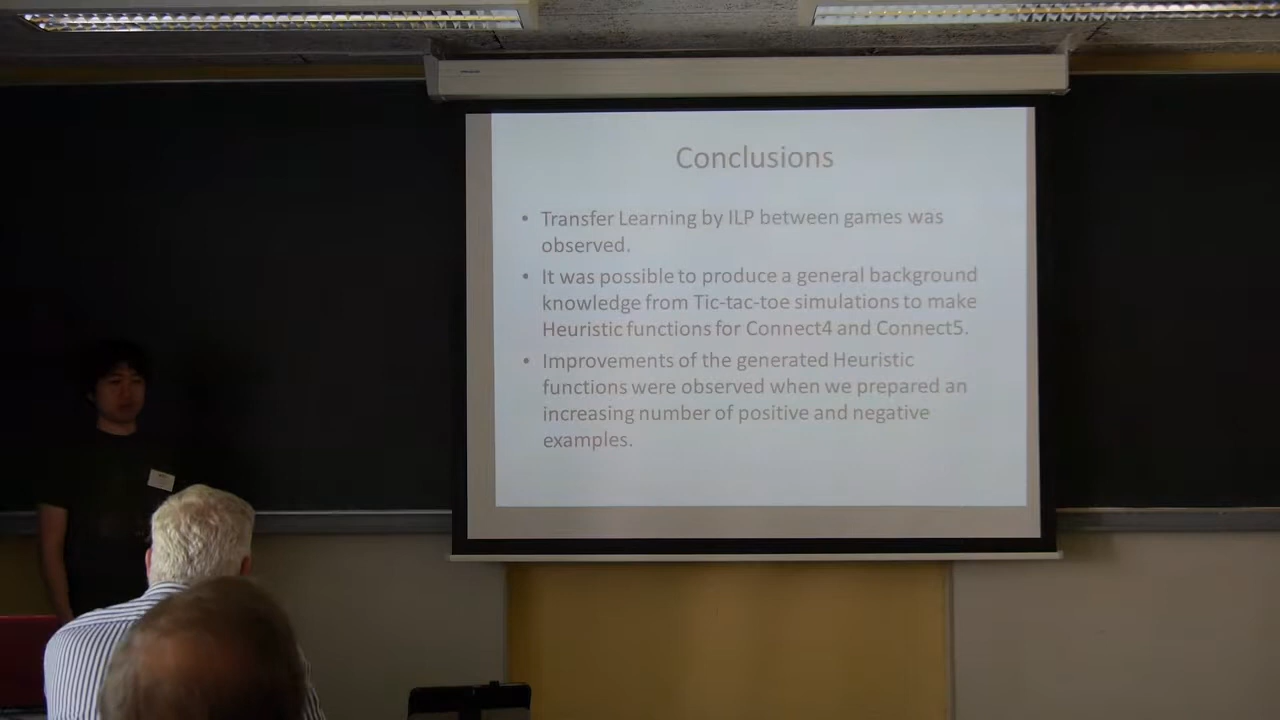 Conclusions
• Transfer Learning by ILP between games was
observed.
• It was possible to produce a general background
knowledge from Tic-tac-toe simulations to make
Heuristic functions for Connect4 and Connect5.
• Improvements of the generated Heuristic
functions were observed when we prepared an
increasing number of positive and negative
examples.